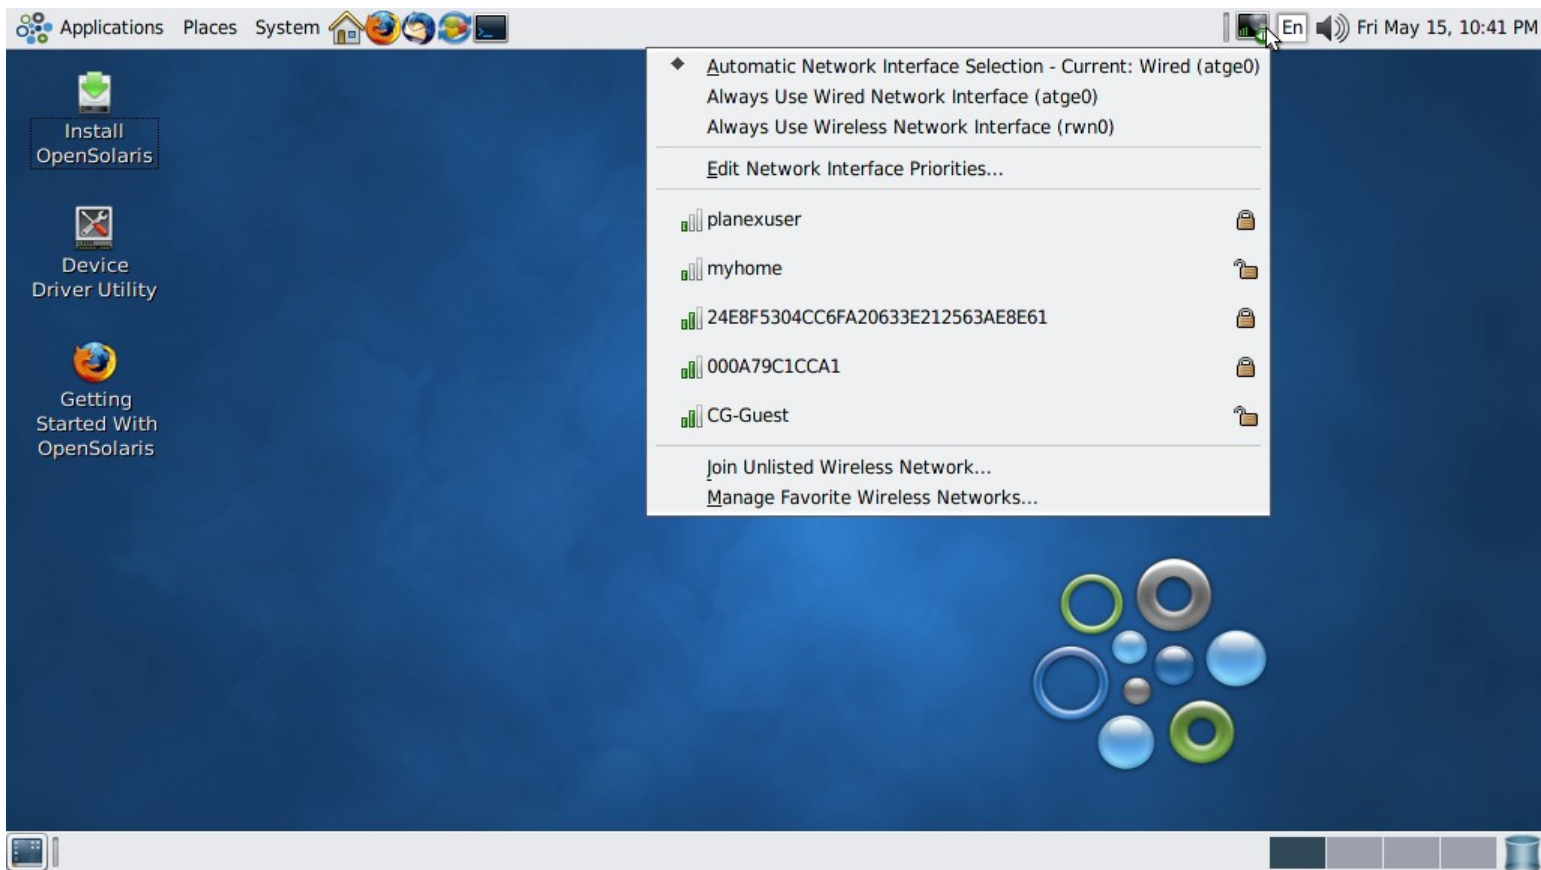 Applications Places System
En Fri May 15, 10:41 PM
Install
OpenSolaris
Device
Driver Utility
Getting
Started With
OpenSolaris
Automatic Network Interface Selection - Current: Wired (atge0)
Always Use Wired Network Interface (atge0)
Always Use Wireless Network Interface (rwn0)
Edit Network Interface Priorities...
planexuser
myhome
24E8F5304CC6FA20633E212563AE8E61
000A79C1CCA1
CG-Guest
Join Unlisted Wireless Network...
Manage Favorite Wireless Networks...